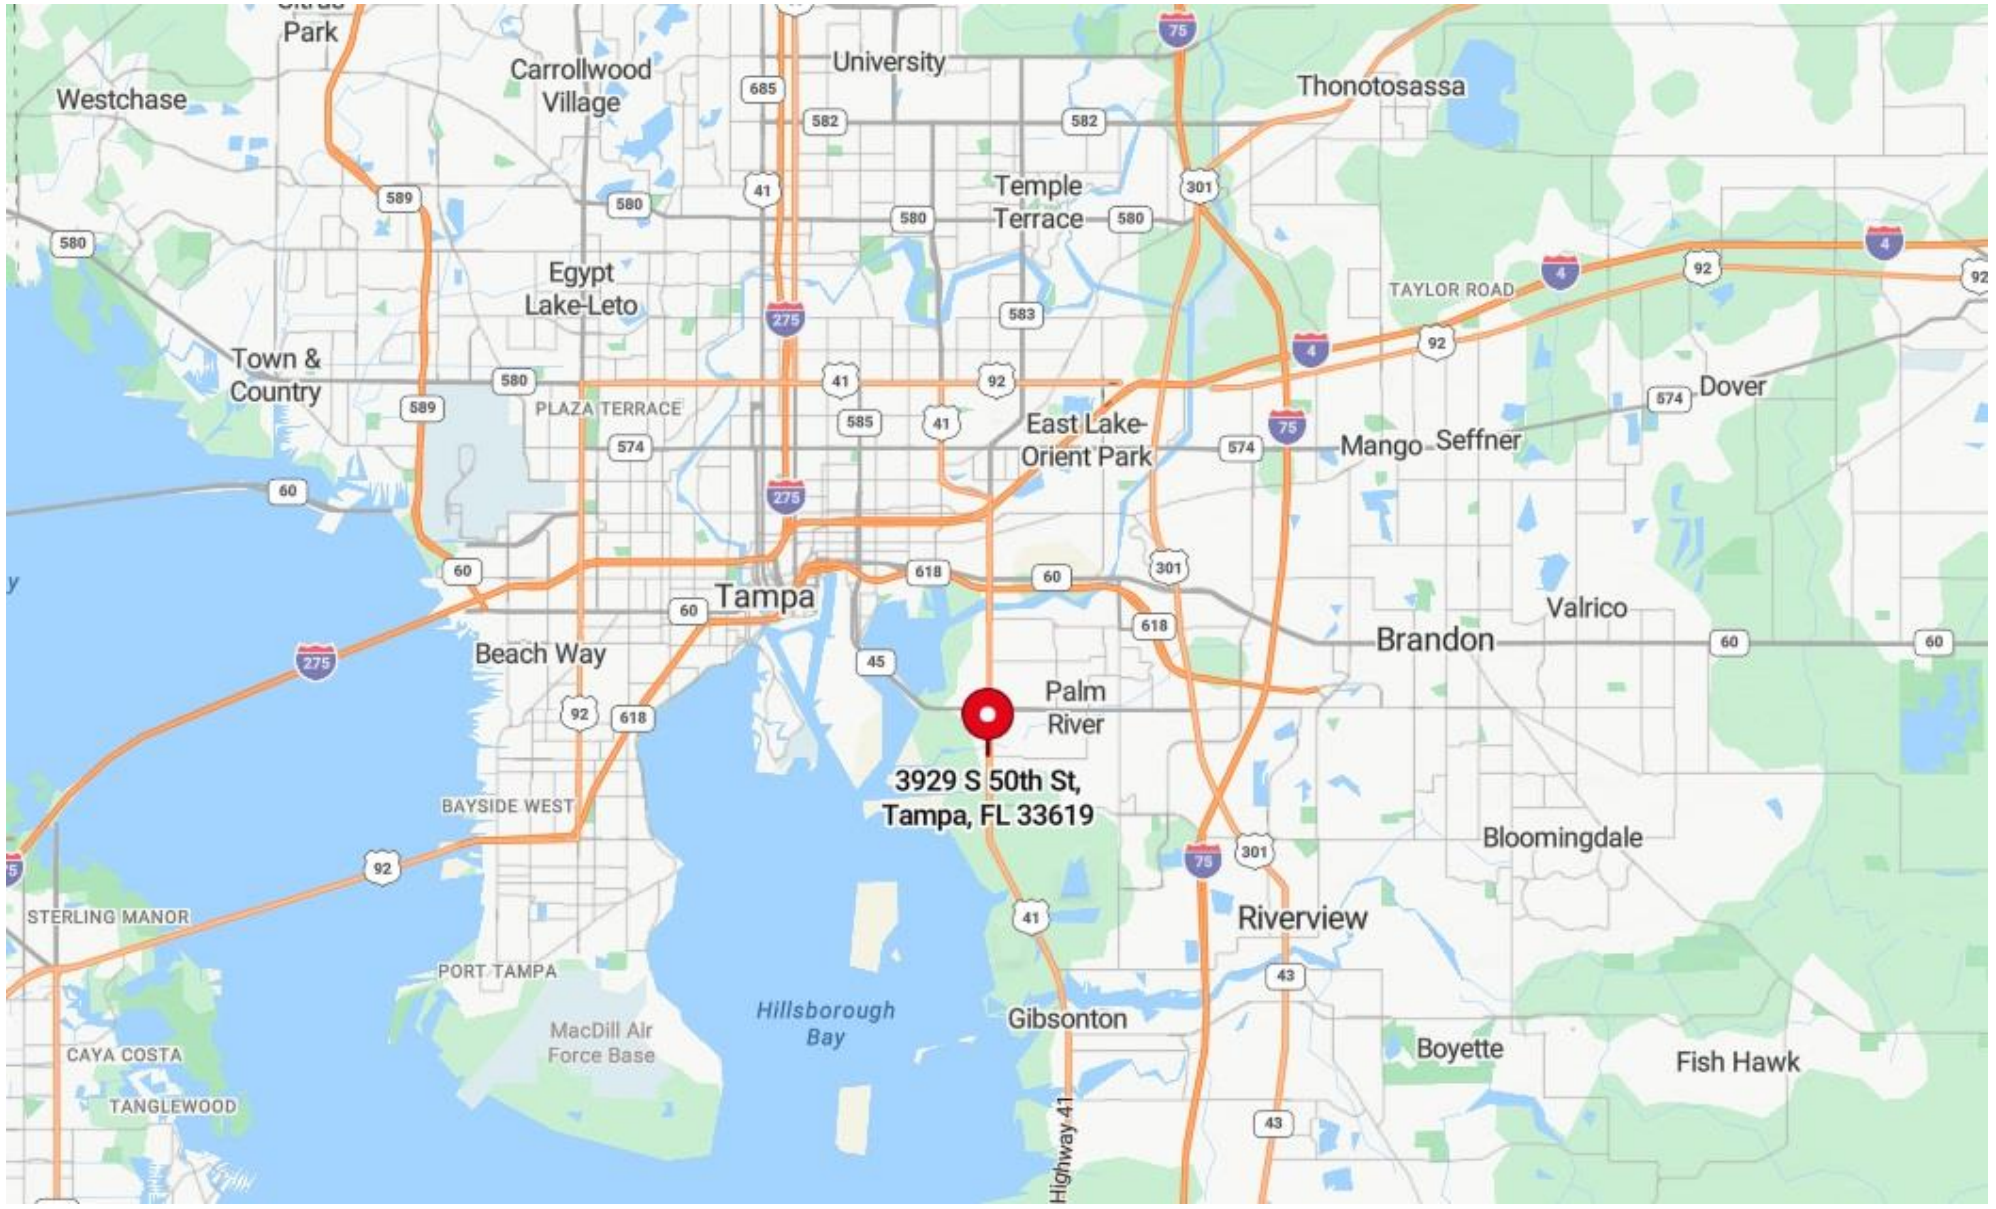 Citrus
Park
75
University
Carrollwood
Village
Thonotosassa
Westchase
685
582
582
41
Temple
Terrace
301
589
580
580
580
580
Egypt
Lake-Leto
4
4
92
92
TAYLOR ROAD
275
583
4
92
Town &
Country
580
41
92
Dover
574
589
PLAZA TERRACE
585
41
East Lake-
Orient Park
75
574
574
Mango
Seffner
60
275
60
618
60
301
Tampa
60
Valrico
618
Brandon
60
60
275
Beach Way
45
Palm
River
92
618
3929 S 50th St,
Tampa, FL 33619
BAYSIDE WEST
Bloomingdale
92
75
301
5
STERLING MANOR
41
Riverview
PORT TAMPA
43
Hillsborough
Bay
Gibsonton
MacDill Air
Force Base
Boyette
Fish Hawk
CAYA COSTA
TANGLEWOOD
Highway 41
43
y